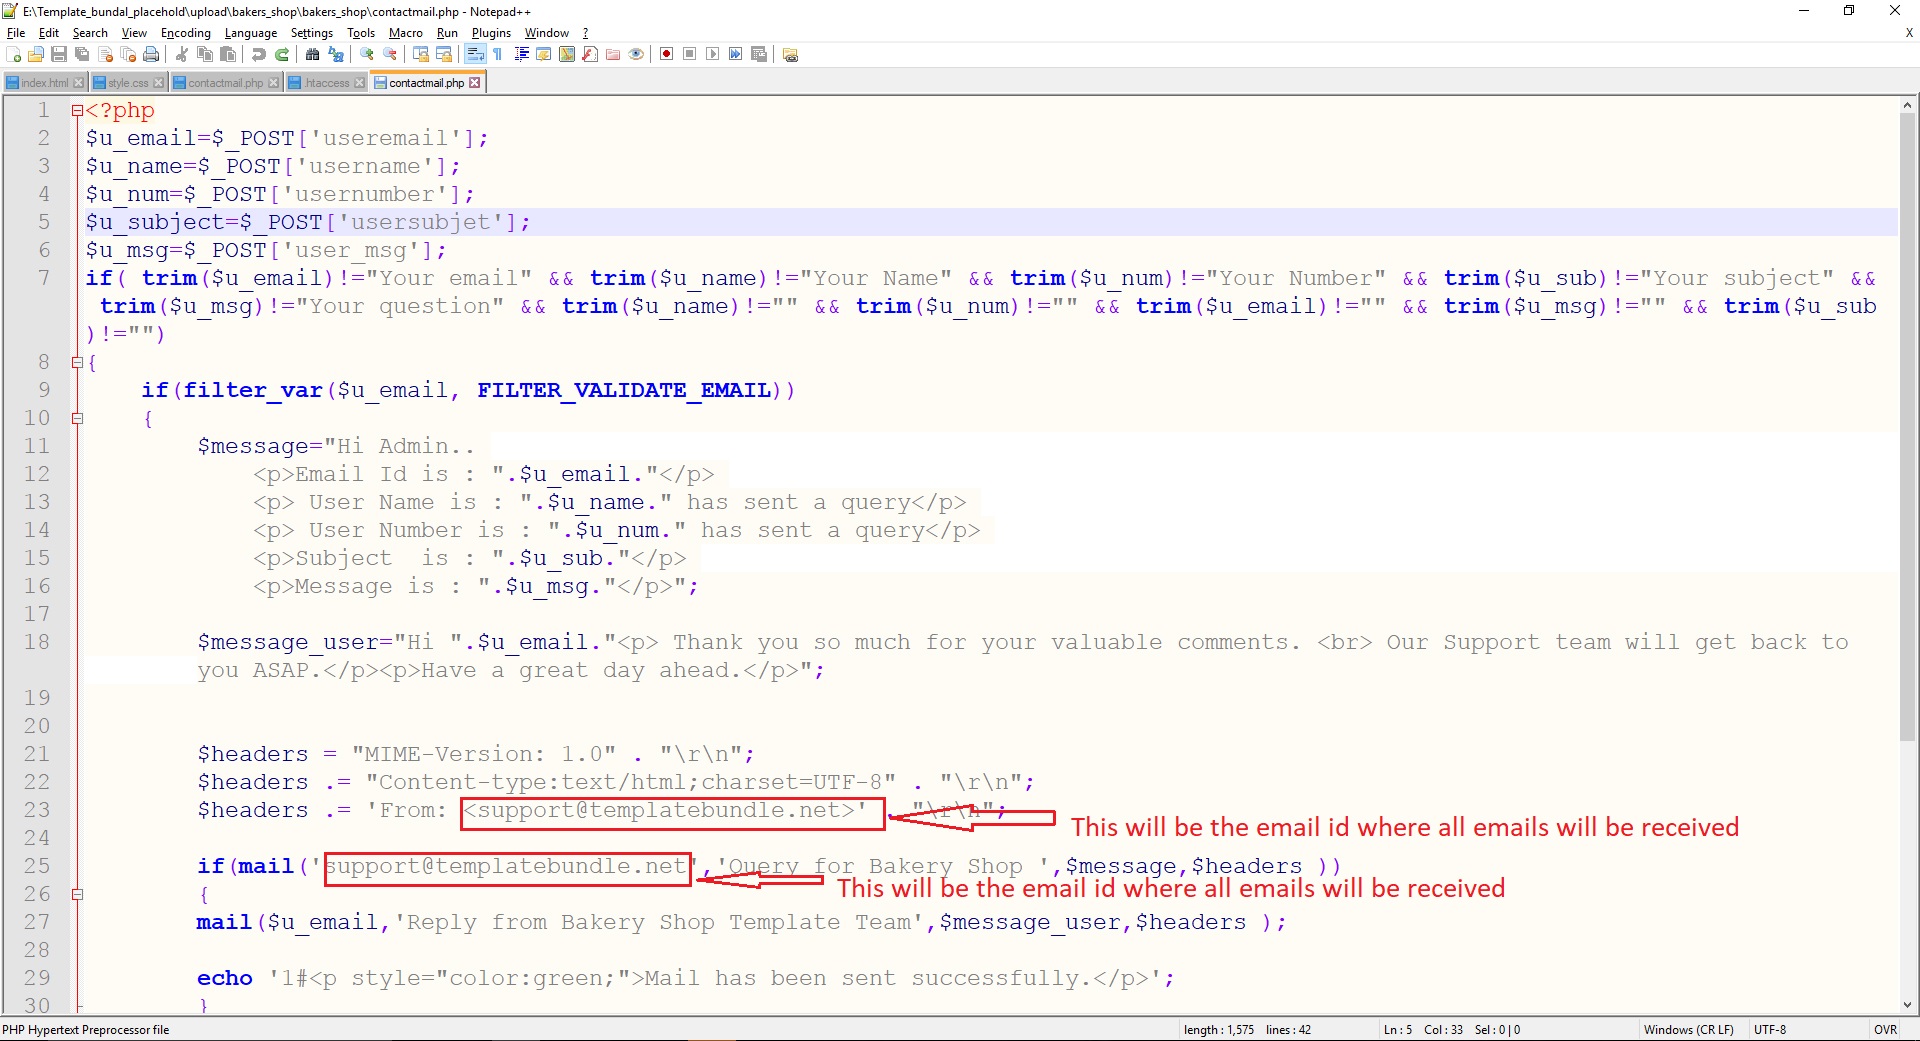 E:\Template_bundal_placehold\upload\bakers_shop\bakers_shop\contactmail.php - Notepad++
File Edit Search View Encoding Language Settings Tools Macro Run Plugins Window ?
X
index.html style.css contactmail.php .htaccess contactmail.php
1 <?php
2 $u_email=$_POST['useremail'];
3 $u_name=$_POST['username'];
4 $u_num=$_POST['usernumber'];
5 $u_subject=$_POST['usersubjet'];
6 $u_msg=$_POST['user_msg'];
7 if( trim($u_email)!="Your email" && trim($u_name)!="Your Name" && trim($u_num)!="Your Number" && trim($u_sub)!="Your subject" &&
trim($u_msg)!="Your question" && trim($u_name)!="" && trim($u_num)!="" && trim($u_email)!="" && trim($u_msg)!="" && trim($u_sub
)!="")
8 {
9 if(filter_var($u_email, FILTER_VALIDATE_EMAIL))
10 {
11 $message="Hi Admin..
12 <p>Email Id is : ".$u_email."</p>
13 <p> User Name is : ".$u_name." has sent a query</p>
14 <p> User Number is : ".$u_num." has sent a query</p>
15 <p>Subject  is : ".$u_sub."</p>
16 <p>Message is : ".$u_msg."</p>";
17
18 $message_user="Hi ".$u_email."<p> Thank you so much for your valuable comments. <br> Our Support team will get back to
you ASAP.</p><p>Have a great day ahead.</p>";
19
20
21 $headers = "MIME-Version: 1.0" . "\r\n";
22 $headers .= "Content-type:text/html;charset=UTF-8" . "\r\n";
23 $headers .= 'From: <support@templatebundle.net>' . "\r\n";
This will be the email id where all emails will be received
24
25 if(mail('support@templatebundle.net','Query for Bakery Shop ',$message,$headers ))
This will be the email id where all emails will be received
26 {
27 mail($u_email,'Reply from Bakery Shop Template Team',$message_user,$headers );
28
29 echo '1#<p style="color:green;">Mail has been sent successfully.</p>';
30 }
PHP Hypertext Preprocessor file length : 1,575 lines : 42 Ln : 5 Col : 33 Sel : 0 | 0 Windows (CR LF) UTF-8 OVR